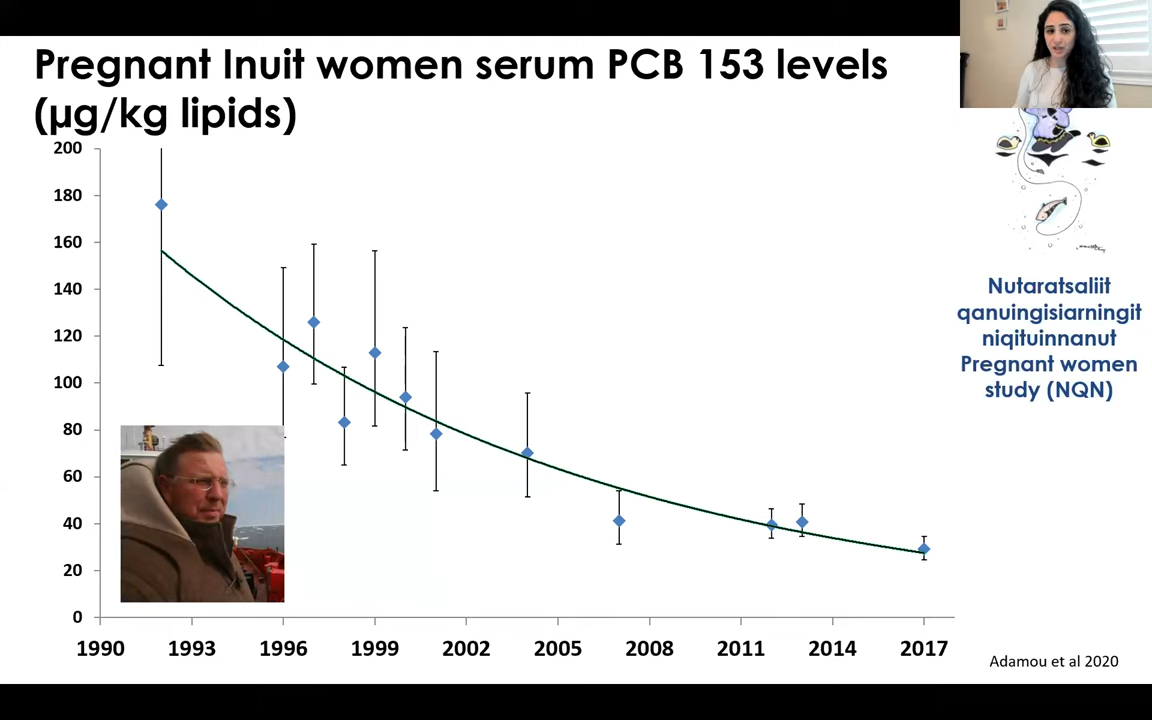 Pregnant Inuit women serum PCB 153 levels
(µg/kg lipids)
200
180
160
140
120
100
80
60
40
20
0
1990 1993 1996 1999 2002 2005 2008 2011 2014 2017
Nutaratsaliit
qanuingisiarningit
niqituinnanut
Pregnant women
study (NQN)
Adamou et al 2020